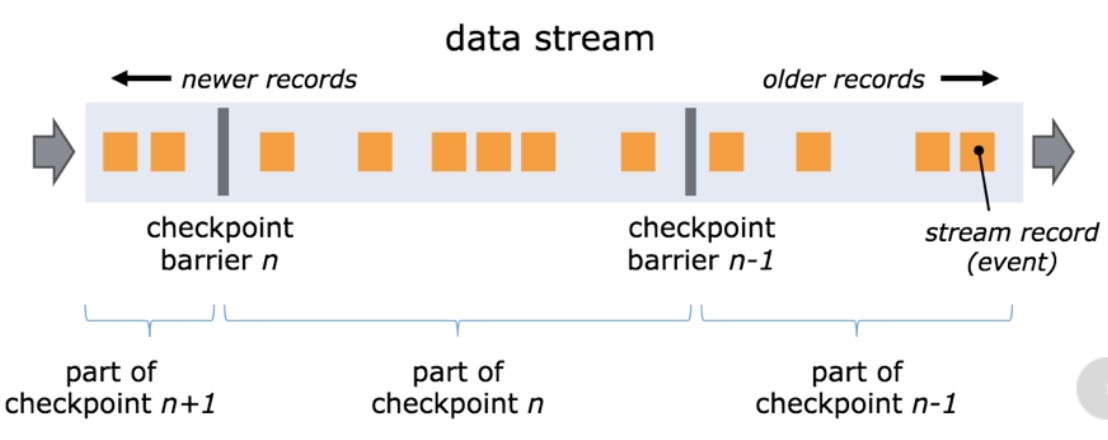 data stream
newer records
older records
checkpoint
barrier n
checkpoint
barrier n-1
stream record
(event)
part of
checkpoint n+1
part of
checkpoint n
part of
checkpoint n-1